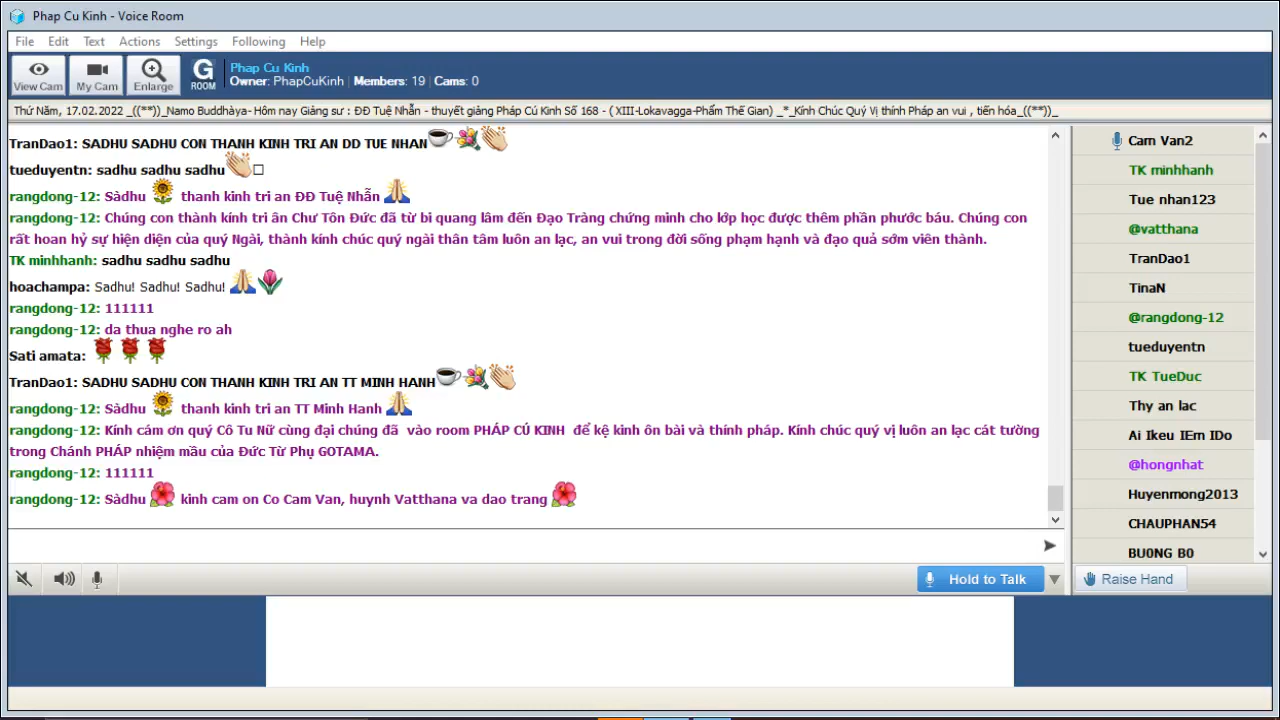 Phap Cu Kinh - Voice Room
File Edit Text Actions Settings Following Help
View Cam My Cam Enlarge G ROOM
Phap Cu Kinh
Owner: PhapCuKinh Members: 19 Cams: 0
Thứ Năm, 17.02.2022 _((**))_Namo Buddhàya- Hôm nay Giảng sư : ĐĐ Tuệ Nhẫn - thuyết giảng Pháp Cú Kinh Số 168 - ( XIII-Lokavagga-Phẩm Thế Gian) _*_Kính Chúc Quý Vị thính Pháp an vui , tiến hóa_((**))_
TranDao1: SADHU SADHU CON THANH KINH TRI AN DD TUE NHAN
tueduyentn: sadhu sadhu sadhu
rangdong-12: Sàdhu thanh kinh tri an ĐĐ Tuệ Nhẫn
rangdong-12: Chúng con thành kính tri ân Chư Tôn Đức đã từ bi quang lâm đến Đạo Tràng chứng minh cho lớp học được thêm phần phước báu. Chúng con
rất hoan hỷ sự hiện diện của quý Ngài, thành kính chúc quý ngài thân tâm luôn an lạc, an vui trong đời sống phạm hạnh và đạo quả sớm viên thành.
TK minhhanh: sadhu sadhu sadhu
hoachampa: Sadhu! Sadhu! Sadhu!
rangdong-12: 111111
rangdong-12: da thua nghe ro ah
Sati amata:
TranDao1: SADHU SADHU CON THANH KINH TRI AN TT MINH HANH
rangdong-12: Sàdhu thanh kinh tri an TT Minh Hanh
rangdong-12: Kính cám ơn quý Cô Tu Nữ cùng đại chúng đã vào room PHÁP CÚ KINH để kệ kinh ôn bài và thính pháp. Kính chúc quý vị luôn an lạc cát tường
trong Chánh PHÁP nhiệm mầu của Đức Từ Phụ GOTAMA.
rangdong-12: 111111
rangdong-12: Sàdhu kinh cam on Co Cam Van, huynh Vatthana va dao trang
Cam Van2
TK minhhanh
Tue nhan123
@vatthana
TranDao1
TinaN
@rangdong-12
tueduyentn
TK TueDuc
Thy an lac
Ai Ikeu IEm IDo
@hongnhat
Huyenmong2013
CHAUPHAN54
BU0NG B0
Hold to Talk
Raise Hand